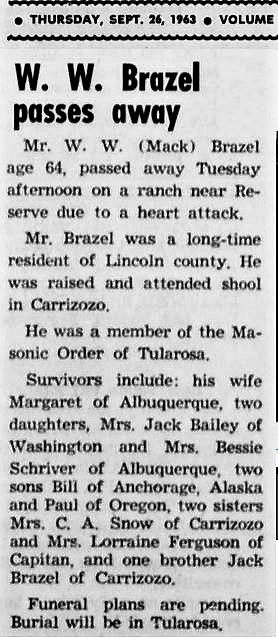 • THURSDAY, SEPT. 26, 1963 • VOLUME
W. W. Brazel
passes away
Mr. W. W. (Mack) Brazel
age 64, passed away Tuesday
afternoon on a ranch near Re-
serve due to a heart attack.
Mr. Brazel was a long-time
resident of Lincoln county. He
was raised and attended shool
in Carrizozo.
He was a member of the Ma-
sonic Order of Tularosa.
Survivors include: his wife
Margaret of Albuquerque, two
daughters, Mrs. Jack Bailey of
Washington and Mrs. Bessie
Schriver of Albuquerque, two
sons Bill of Anchorage, Alaska
and Paul of Oregon, two sisters
Mrs. C. A. Snow of Carrizozo
and Mrs. Lorraine Ferguson of
Capitan, and one brother Jack
Brazel of Carrizozo.
Funeral plans are pending.
Burial will be in Tularosa.